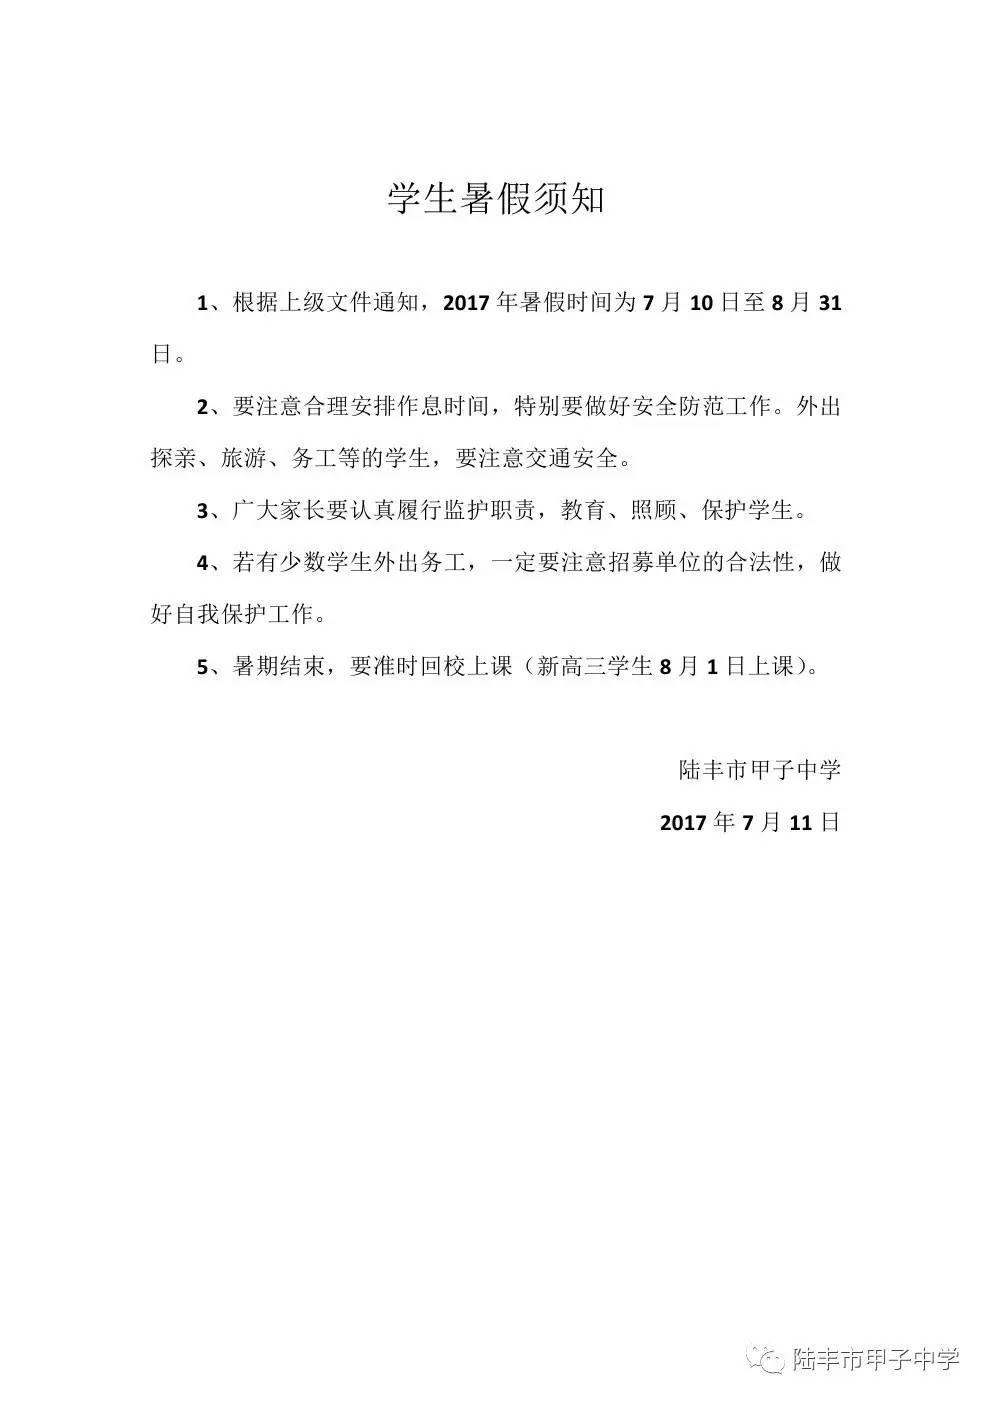 学生暑假须知
1、根据上级文件通知，2017 年暑假时间为 7 月 10 日至 8 月 31
日。
2、要注意合理安排作息时间，特别要做好安全防范工作。外出
探亲、旅游、务工等的学生，要注意交通安全。
3、广大家长要认真履行监护职责，教育、照顾、保护学生。
4、若有少数学生外出务工，一定要注意招募单位的合法性，做
好自我保护工作。
5、暑期结束，要准时回校上课（新高三学生 8 月 1 日上课）。
陆丰市甲子中学
2017 年 7 月 11 日
陆丰市甲子中学